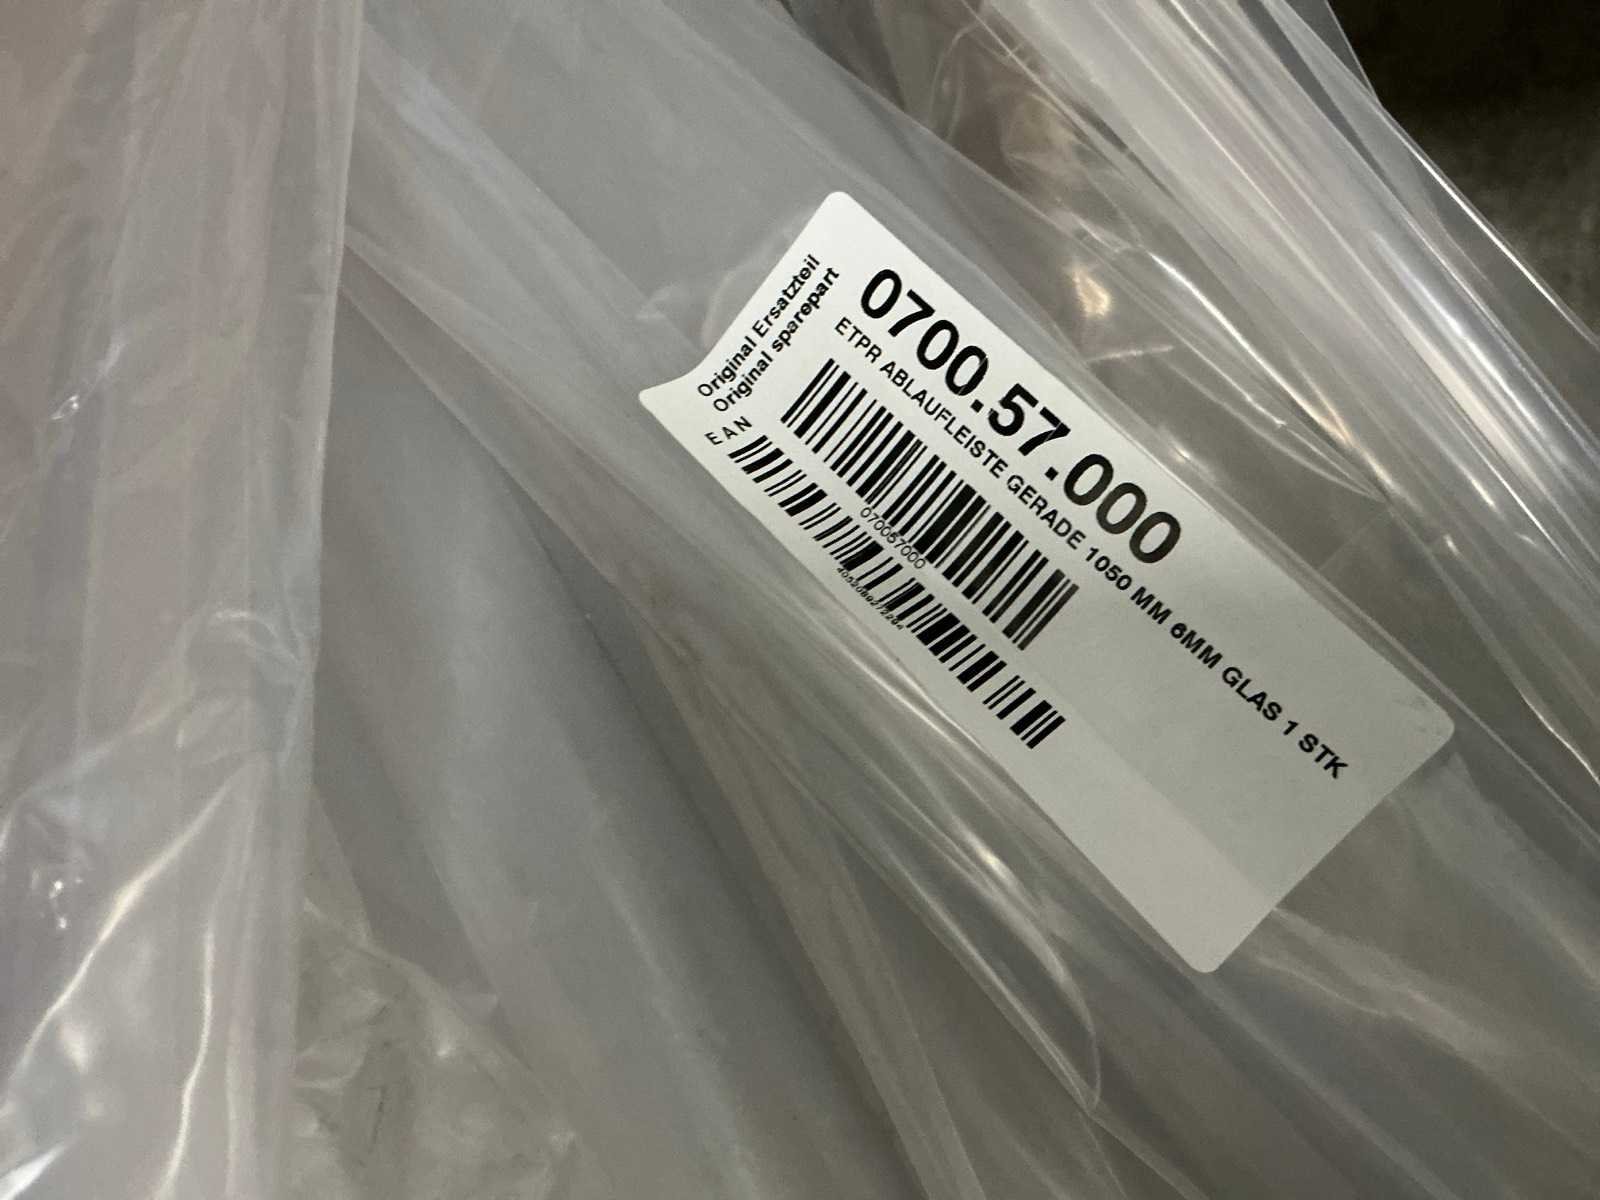 Original Ersatzteil
Original sparepart
0700.57.000
ETPR ABLAUFLEISTE GERADE 1050 MM 6MM GLAS 1 STK
070057000
EAN